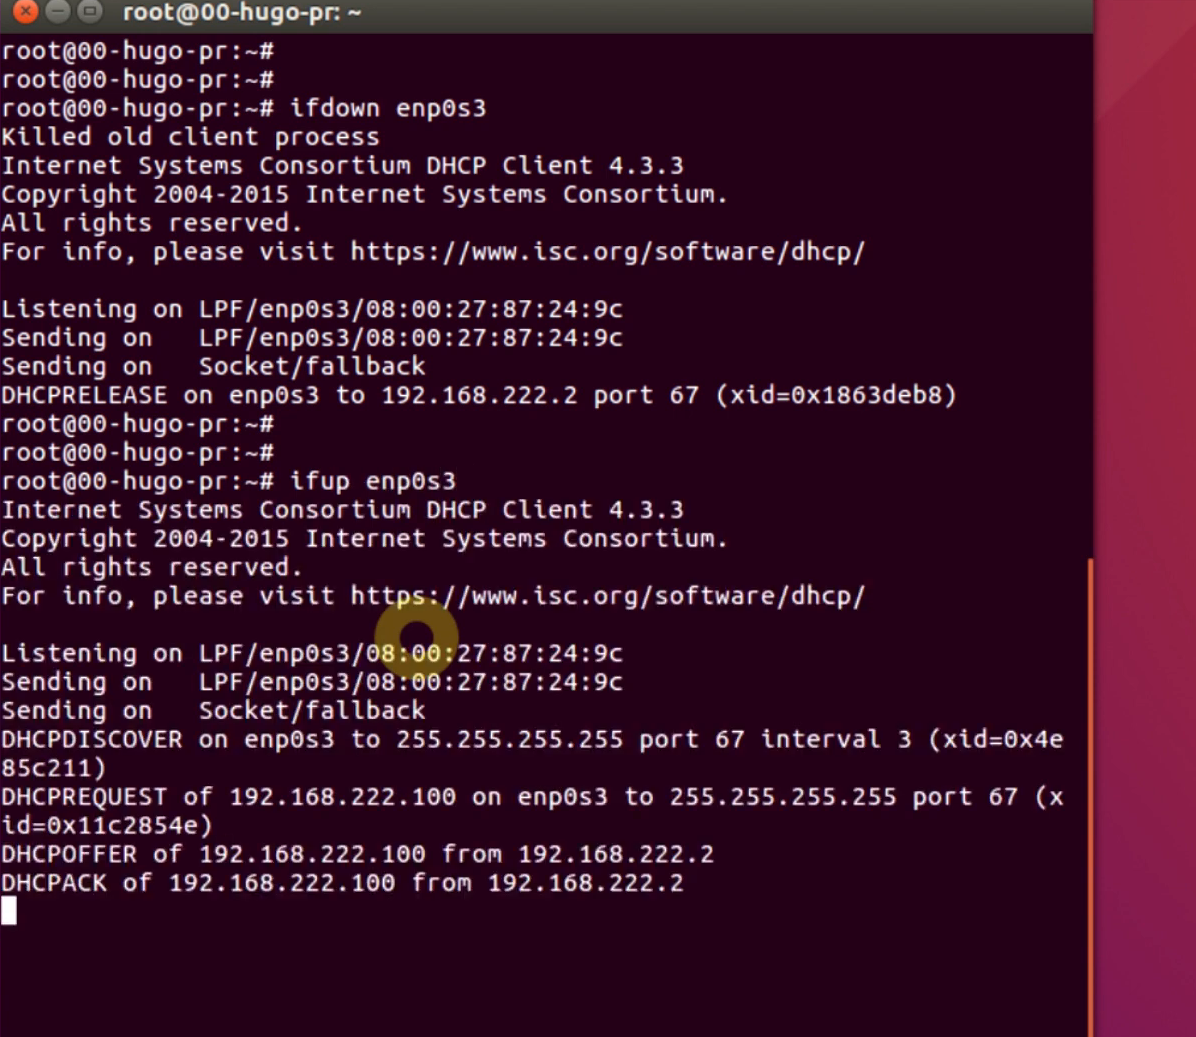 root@00-hugo-pr: ~
root@00-hugo-pr:~#
root@00-hugo-pr:~#
root@00-hugo-pr:~# ifdown enp0s3
Killed old client process
Internet Systems Consortium DHCP Client 4.3.3
Copyright 2004-2015 Internet Systems Consortium.
All rights reserved.
For info, please visit https://www.isc.org/software/dhcp/
Listening on LPF/enp0s3/08:00:27:87:24:9c
Sending on   LPF/enp0s3/08:00:27:87:24:9c
Sending on   Socket/fallback
DHCPRELEASE on enp0s3 to 192.168.222.2 port 67 (xid=0x1863deb8)
root@00-hugo-pr:~#
root@00-hugo-pr:~#
root@00-hugo-pr:~# ifup enp0s3
Internet Systems Consortium DHCP Client 4.3.3
Copyright 2004-2015 Internet Systems Consortium.
All rights reserved.
For info, please visit https://www.isc.org/software/dhcp/
Listening on LPF/enp0s3/08:00:27:87:24:9c
Sending on   LPF/enp0s3/08:00:27:87:24:9c
Sending on   Socket/fallback
DHCPDISCOVER on enp0s3 to 255.255.255.255 port 67 interval 3 (xid=0x4e
85c211)
DHCPREQUEST of 192.168.222.100 on enp0s3 to 255.255.255.255 port 67 (x
id=0x11c2854e)
DHCPOFFER of 192.168.222.100 from 192.168.222.2
DHCPACK of 192.168.222.100 from 192.168.222.2